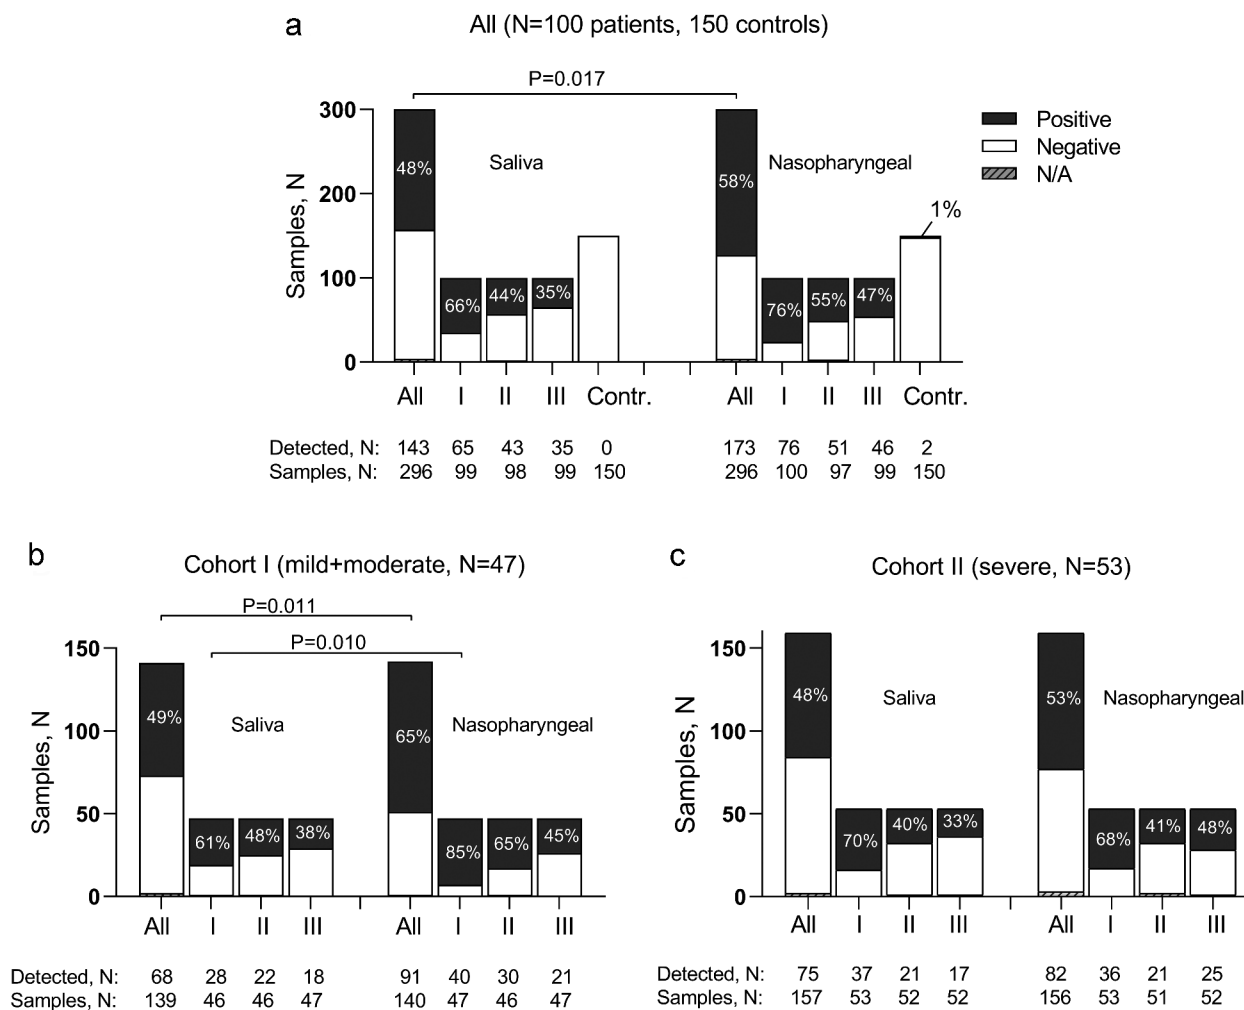 a
All (N=100 patients, 150 controls)
P=0.017
300
200
100
0
Samples, N
48%
66%
44%
35%
Saliva
58%
76%
55%
47%
Nasopharyngeal
1%
Positive
Negative
N/A
All I II III Contr. All I II III Contr.
Detected, N: 143 65 43 35 0 173 76 51 46 2
Samples, N: 296 99 98 99 150 296 100 97 99 150
b
Cohort I (mild+moderate, N=47)
P=0.011
P=0.010
150
100
50
0
Samples, N
49%
61%
48%
38%
Saliva
65%
85%
65%
45%
Nasopharyngeal
All I II III All I II III
Detected, N: 68 28 22 18 91 40 30 21
Samples, N: 139 46 46 47 140 47 46 47
c
Cohort II (severe, N=53)
150
100
50
0
Samples, N
48%
70%
40%
33%
Saliva
53%
68%
41%
48%
Nasopharyngeal
All I II III All I II III
Detected, N: 75 37 21 17 82 36 21 25
Samples, N: 157 53 52 52 156 53 51 52